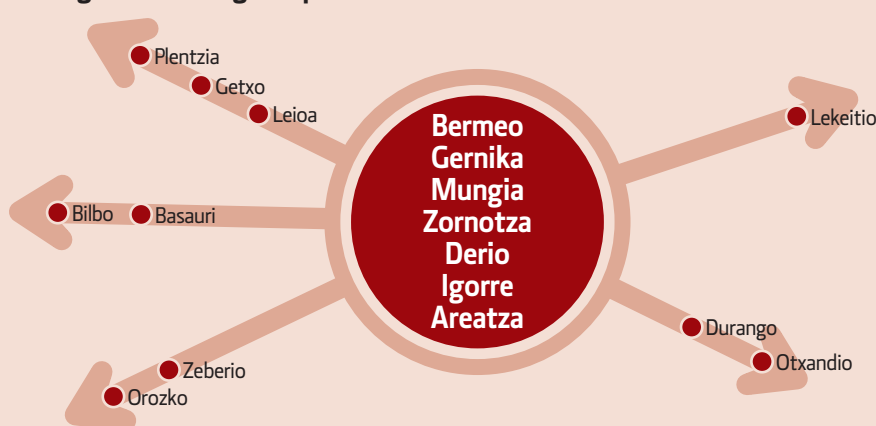 Plentzia
Getxo
Leioa
Bilbo
Basauri
Zeberio
Orozko
Bermeo
Gernika
Mungia
Zornotza
Derio
Igorre
Areatza
Lekeitio
Durango
Otxandio